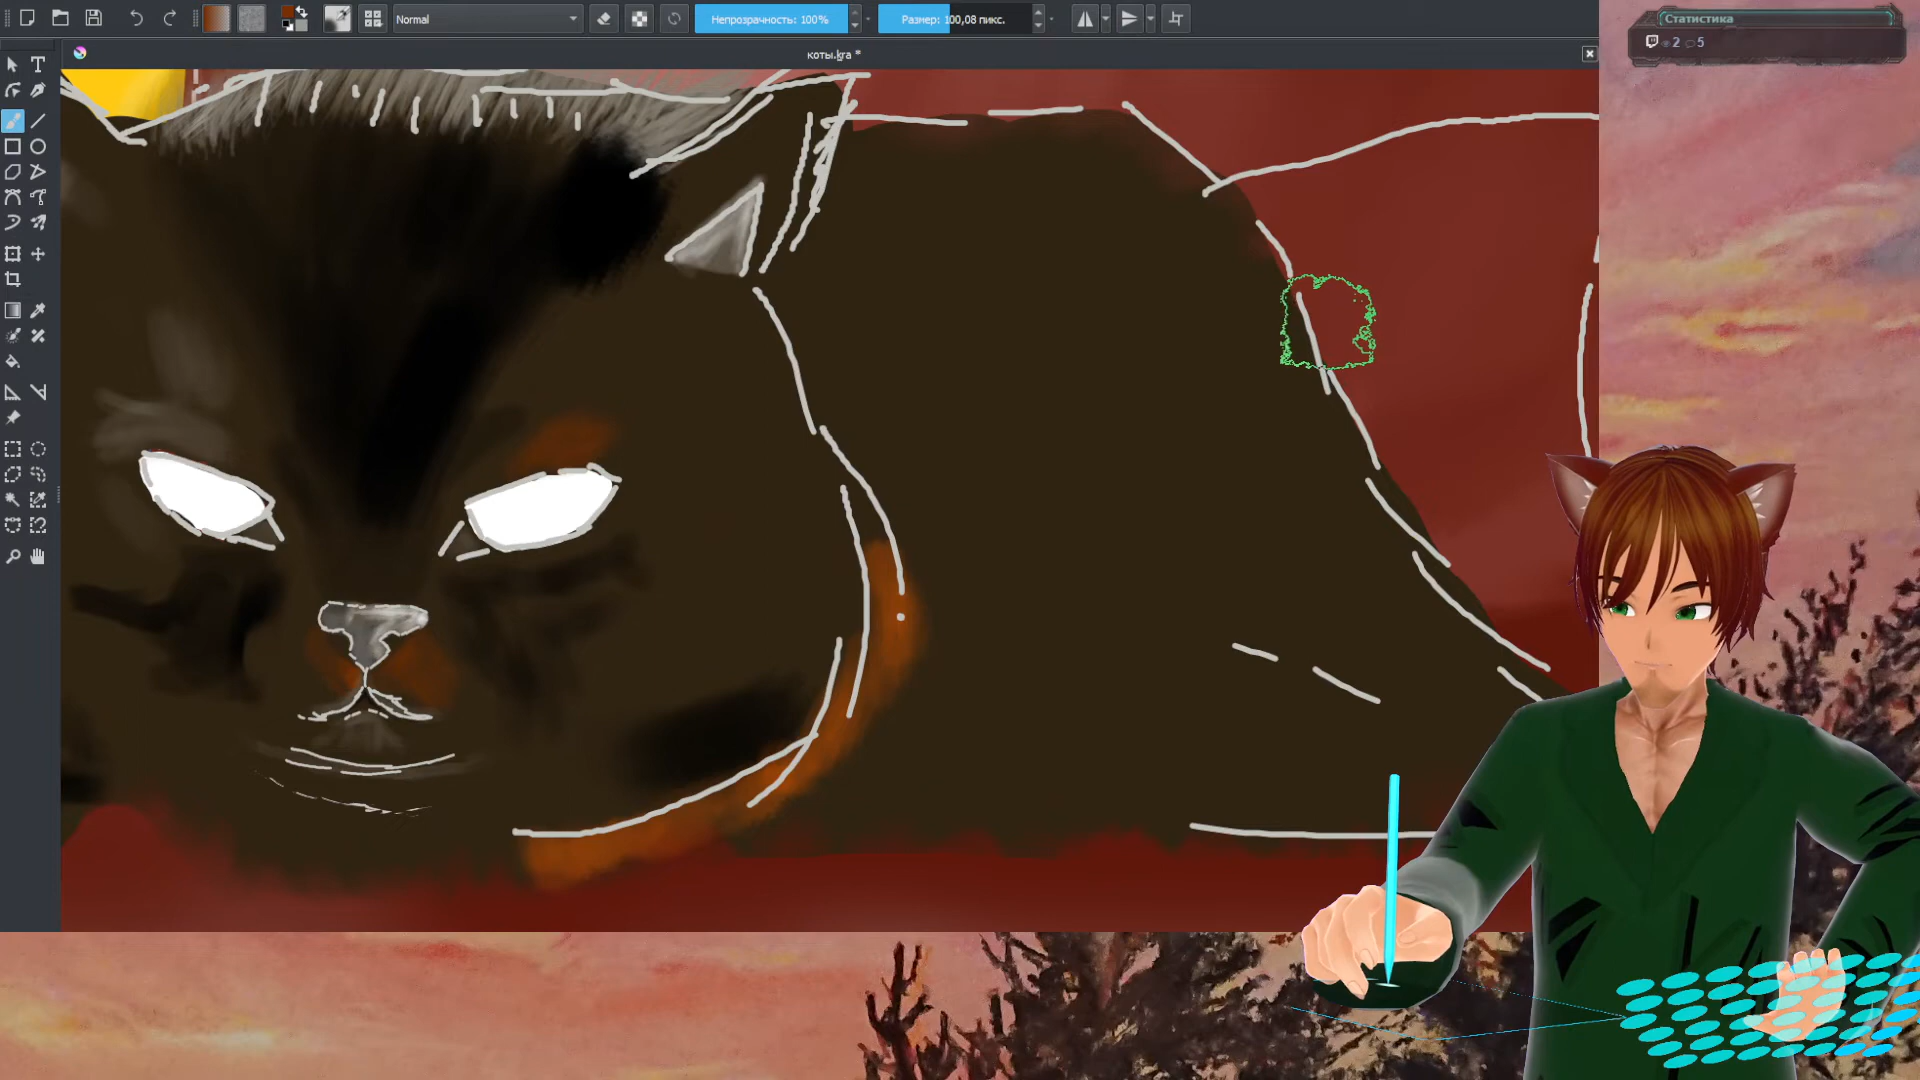 Normal
Непрозрачность: 100%
Размер: 100,08 пикс.
Статистика
коты.kra *
2
5